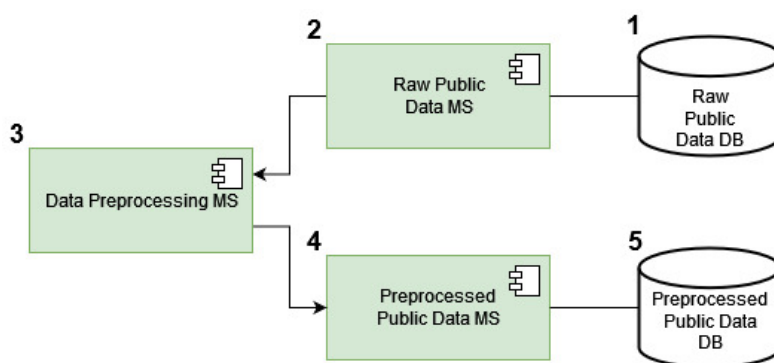 2
1
Raw Public
Data MS
Raw
Public
Data DB
3
Data Preprocessing MS
4
5
Preprocessed
Public Data MS
Preprocessed
Public Data
DB